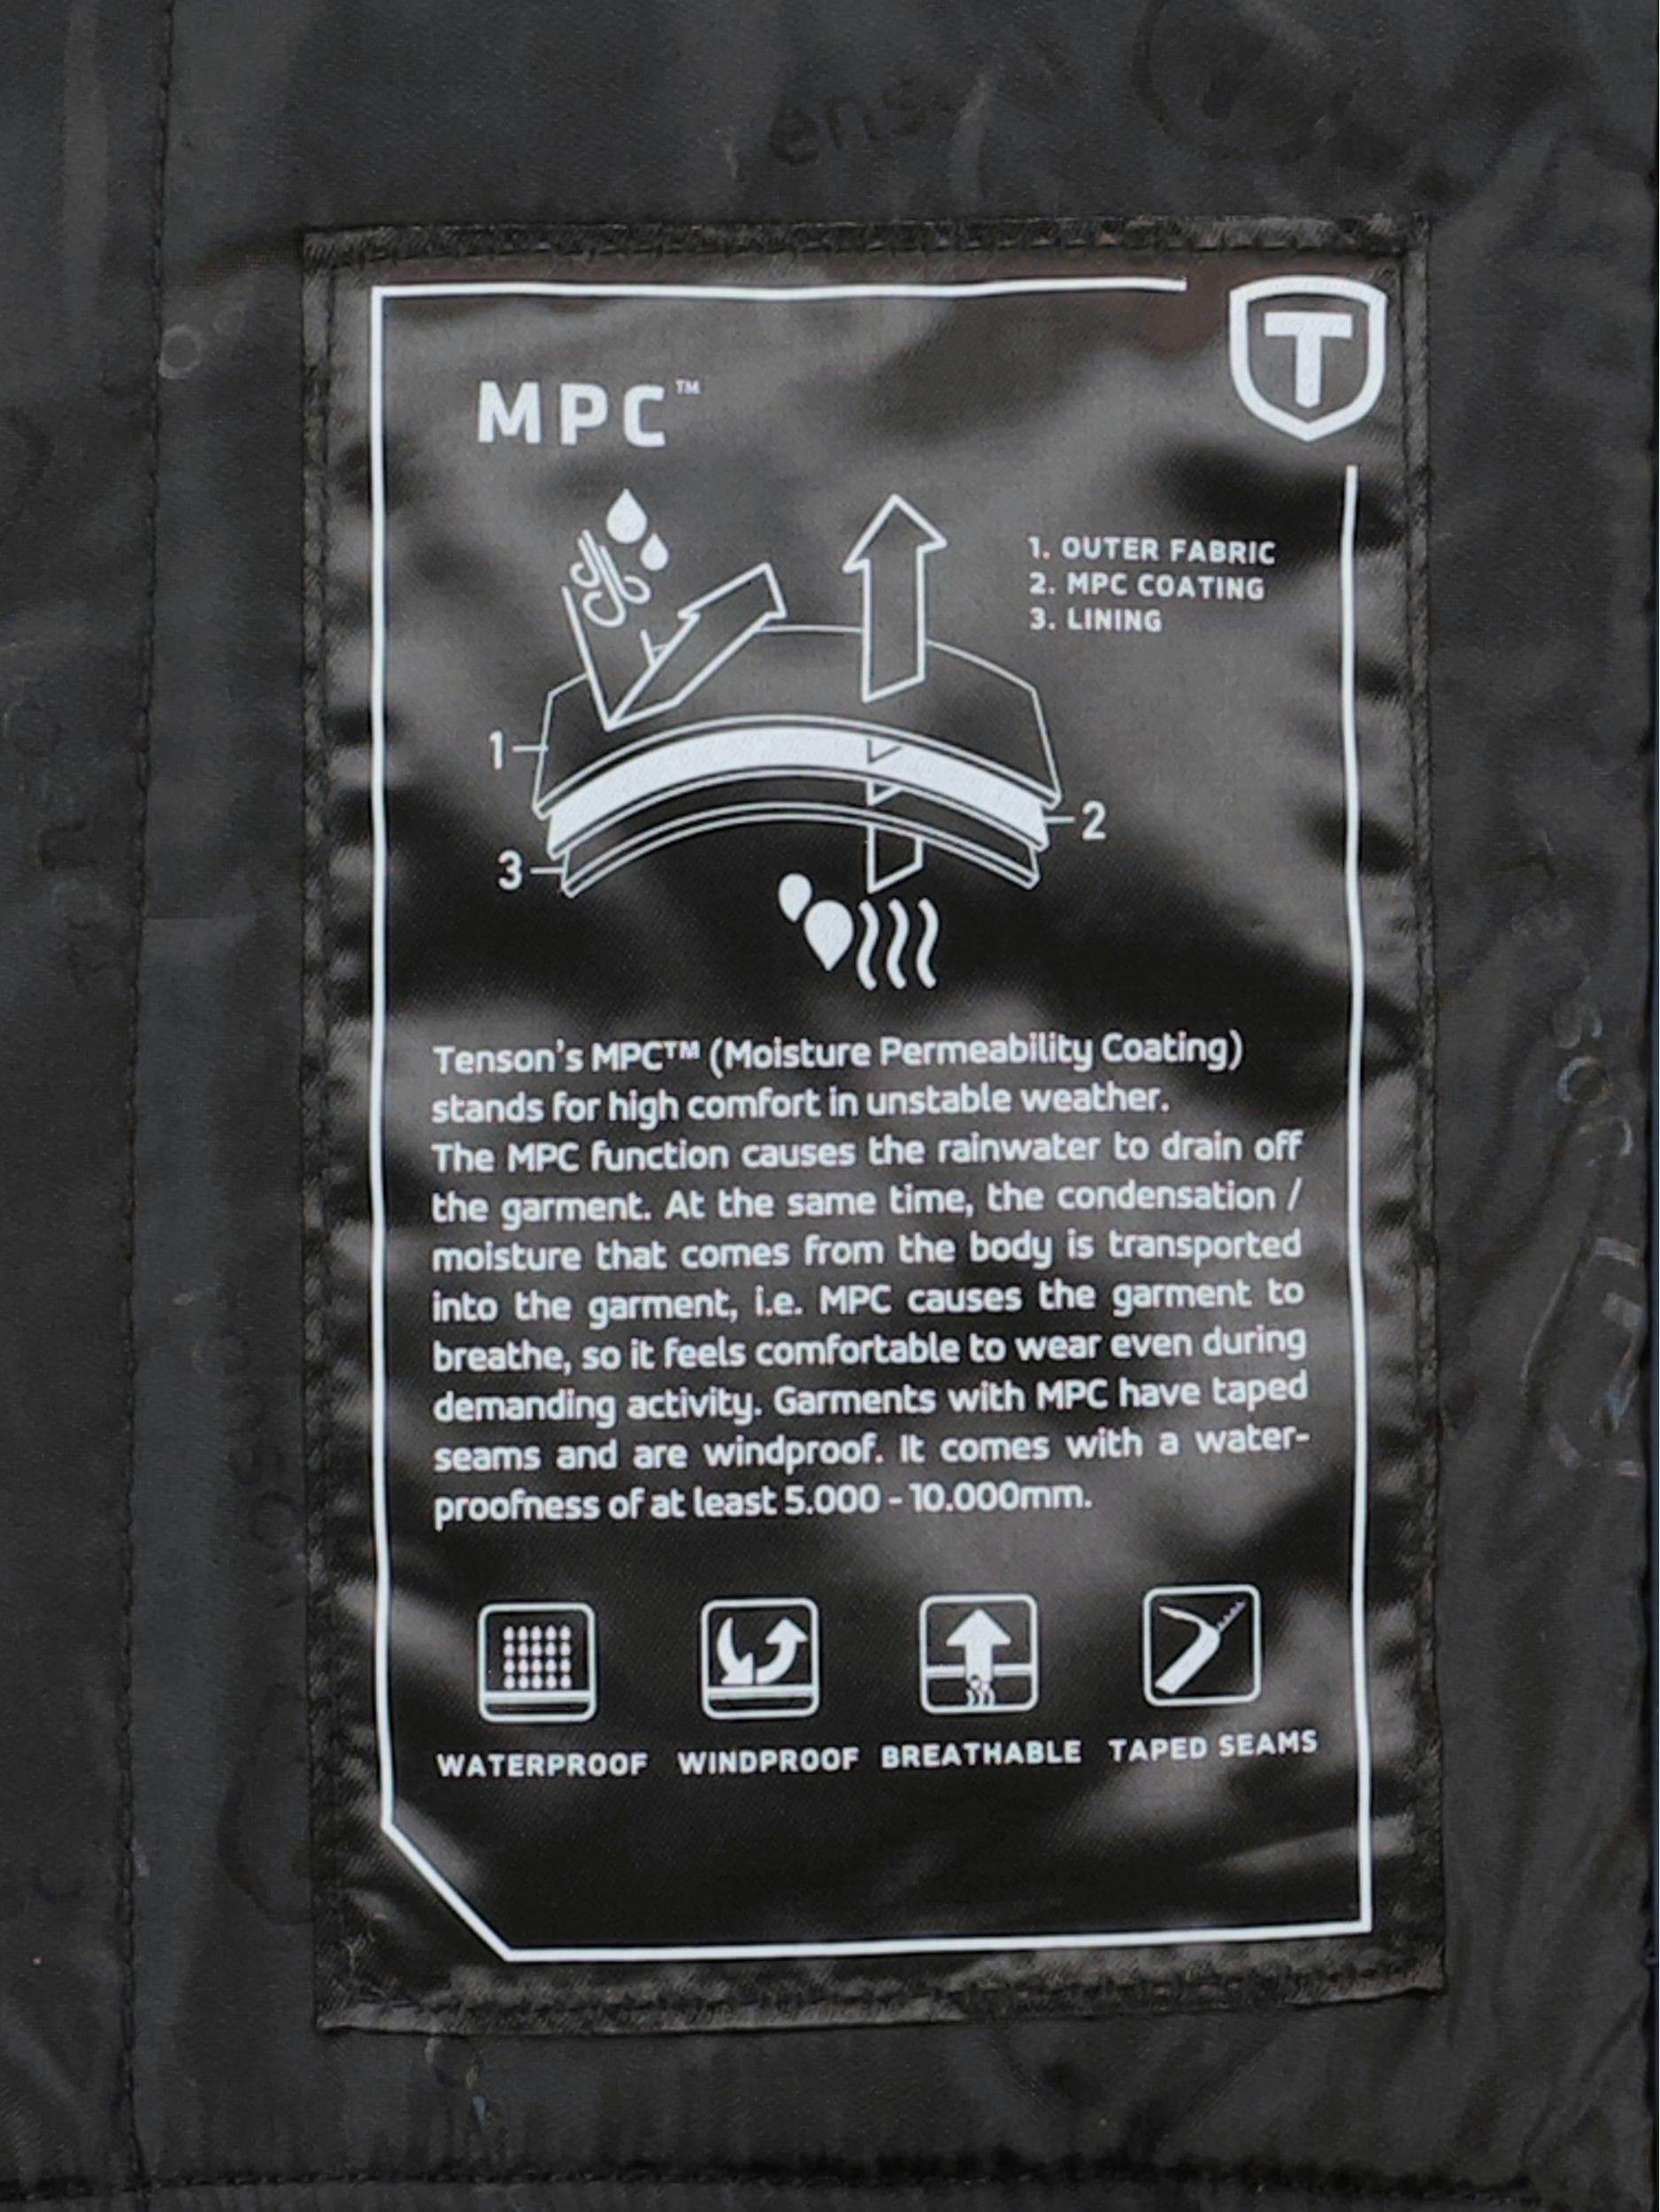 T
MPC™
1. OUTER FABRIC
2. MPC COATING
3. LINING
1
2
3
Tenson's MPC™ (Moisture Permeability Coating)
stands for high comfort in unstable weather.
The MPC function causes the rainwater to drain off
the garment. At the same time, the condensation /
moisture that comes from the body is transported
into the garment, i.e. MPC causes the garment to
breathe, so it feels comfortable to wear even during
demanding activity. Garments with MPC have taped
seams and are windproof. It comes with a water-
proofness of at least 5.000 - 10.000mm.
WATERPROOF WINDPROOF BREATHABLE TAPED SEAMS